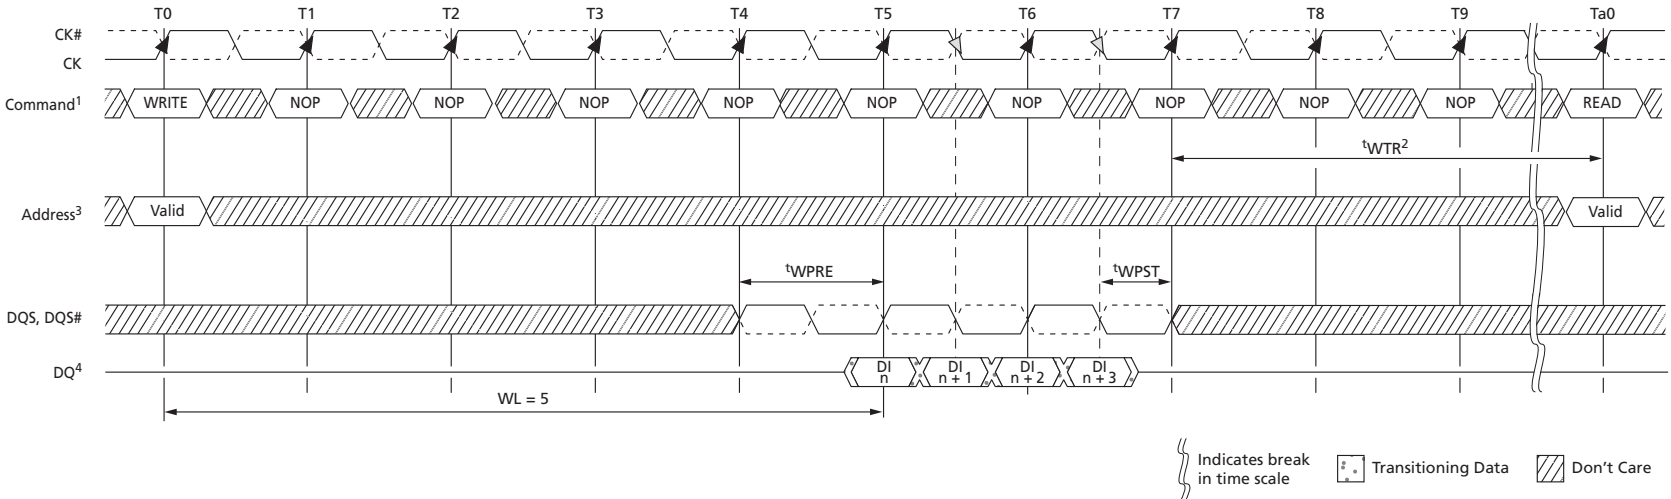 T0 T1 T2 T3 T4 T5 T6 T7 T8 T9 Ta0
CK#
CK
Command1 WRITE NOP NOP NOP NOP NOP NOP NOP NOP NOP READ
tWTR2
Address3 Valid Valid
tWPRE tWPST
DQS, DQS#
DQ4 DI n DI n + 1 DI n + 2 DI n + 3
WL = 5
Indicates break
in time scale
Transitioning Data
Don't Care